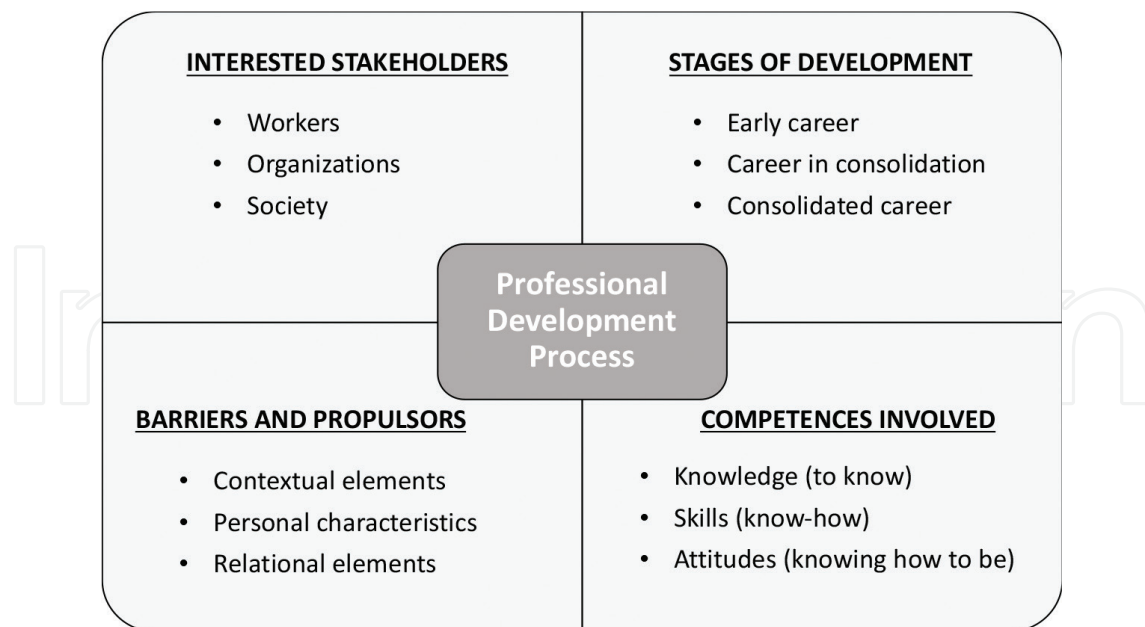 INTERESTED STAKEHOLDERS
• Workers
• Organizations
• Society
STAGES OF DEVELOPMENT
• Early career
• Career in consolidation
• Consolidated career
Professional
Development
Process
BARRIERS AND PROPULSORS
• Contextual elements
• Personal characteristics
• Relational elements
COMPETENCES INVOLVED
• Knowledge (to know)
• Skills (know-how)
• Attitudes (knowing how to be)